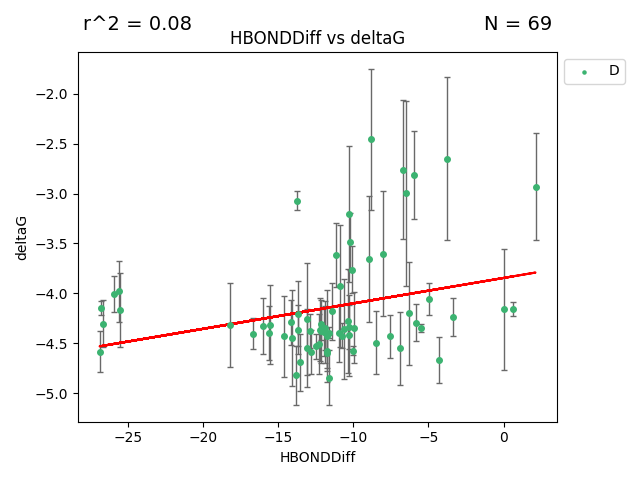 r^2 = 0.08
N = 69
HBONDDiff vs deltaG
D
deltaG
−2.0
−2.5
−3.0
−3.5
−4.0
−4.5
−5.0
−25
−20
−15
−10
−5
0
HBONDDiff